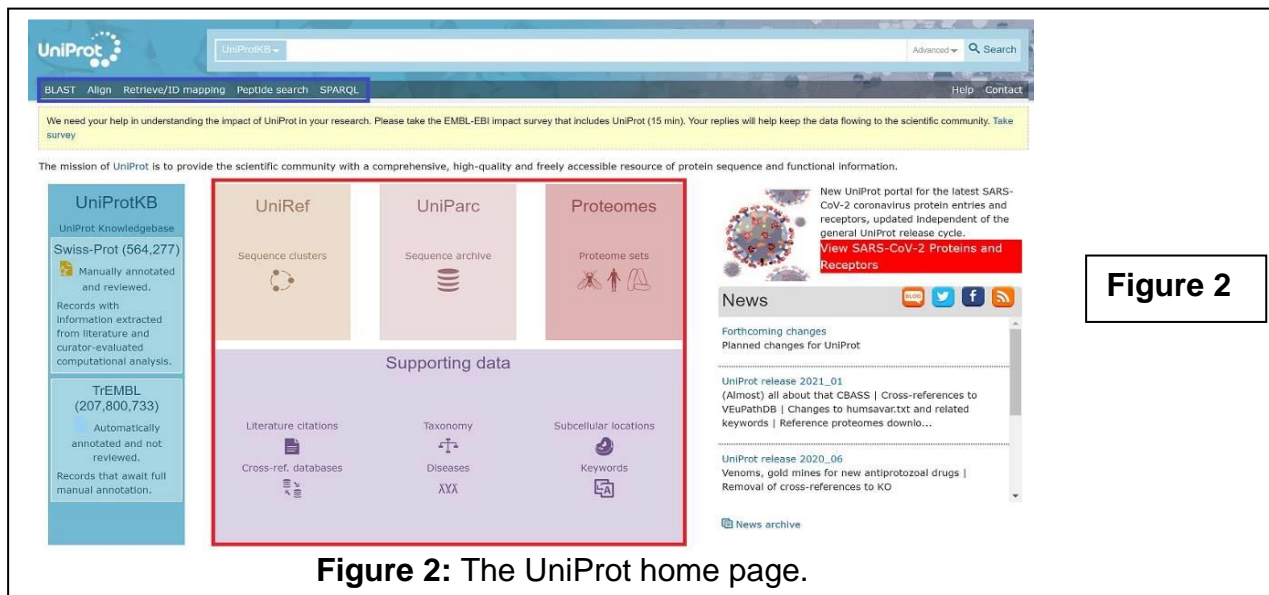 UniProt
UniProtKB
Advanced
Search
BLAST Align Retrieve/ID mapping Peptide search SPARQL
Help Contact
We need your help in understanding the impact of UniProt in your research. Please take the EMBL-EBI impact survey that includes UniProt (15 min). Your replies will help keep the data flowing to the scientific community. Take
survey
The mission of UniProt is to provide the scientific community with a comprehensive, high-quality and freely accessible resource of protein sequence and functional information.
UniProtKB
UniProt Knowledgebase
Swiss-Prot (564,277)
Manually annotated
and reviewed.
Records with
information extracted
from literature and
curator-evaluated
computational analysis.
TrEMBL
(207,800,733)
Automatically
annotated and not
reviewed.
Records that await full
manual annotation.
UniRef
Sequence clusters
UniParc
Sequence archive
Proteomes
Proteome sets
Supporting data
Literature citations
Taxonomy
Subcellular locations
Cross-ref. databases
Diseases
Keywords
New UniProt portal for the latest SARS-
CoV-2 coronavirus protein entries and
receptors, updated independent of the
general UniProt release cycle.
View SARS-CoV-2 Proteins and
Receptors
News
BLOG
Forthcoming changes
Planned changes for UniProt
UniProt release 2021_01
(Almost) all about that CBASS | Cross-references to
VEuPathDB | Changes to humsavar.txt and related
keywords | Reference proteomes downlo...
UniProt release 2020_06
Venoms, gold mines for new antiprotozoal drugs |
Removal of cross-references to KO
News archive
Figure 2
Figure 2: The UniProt home page.